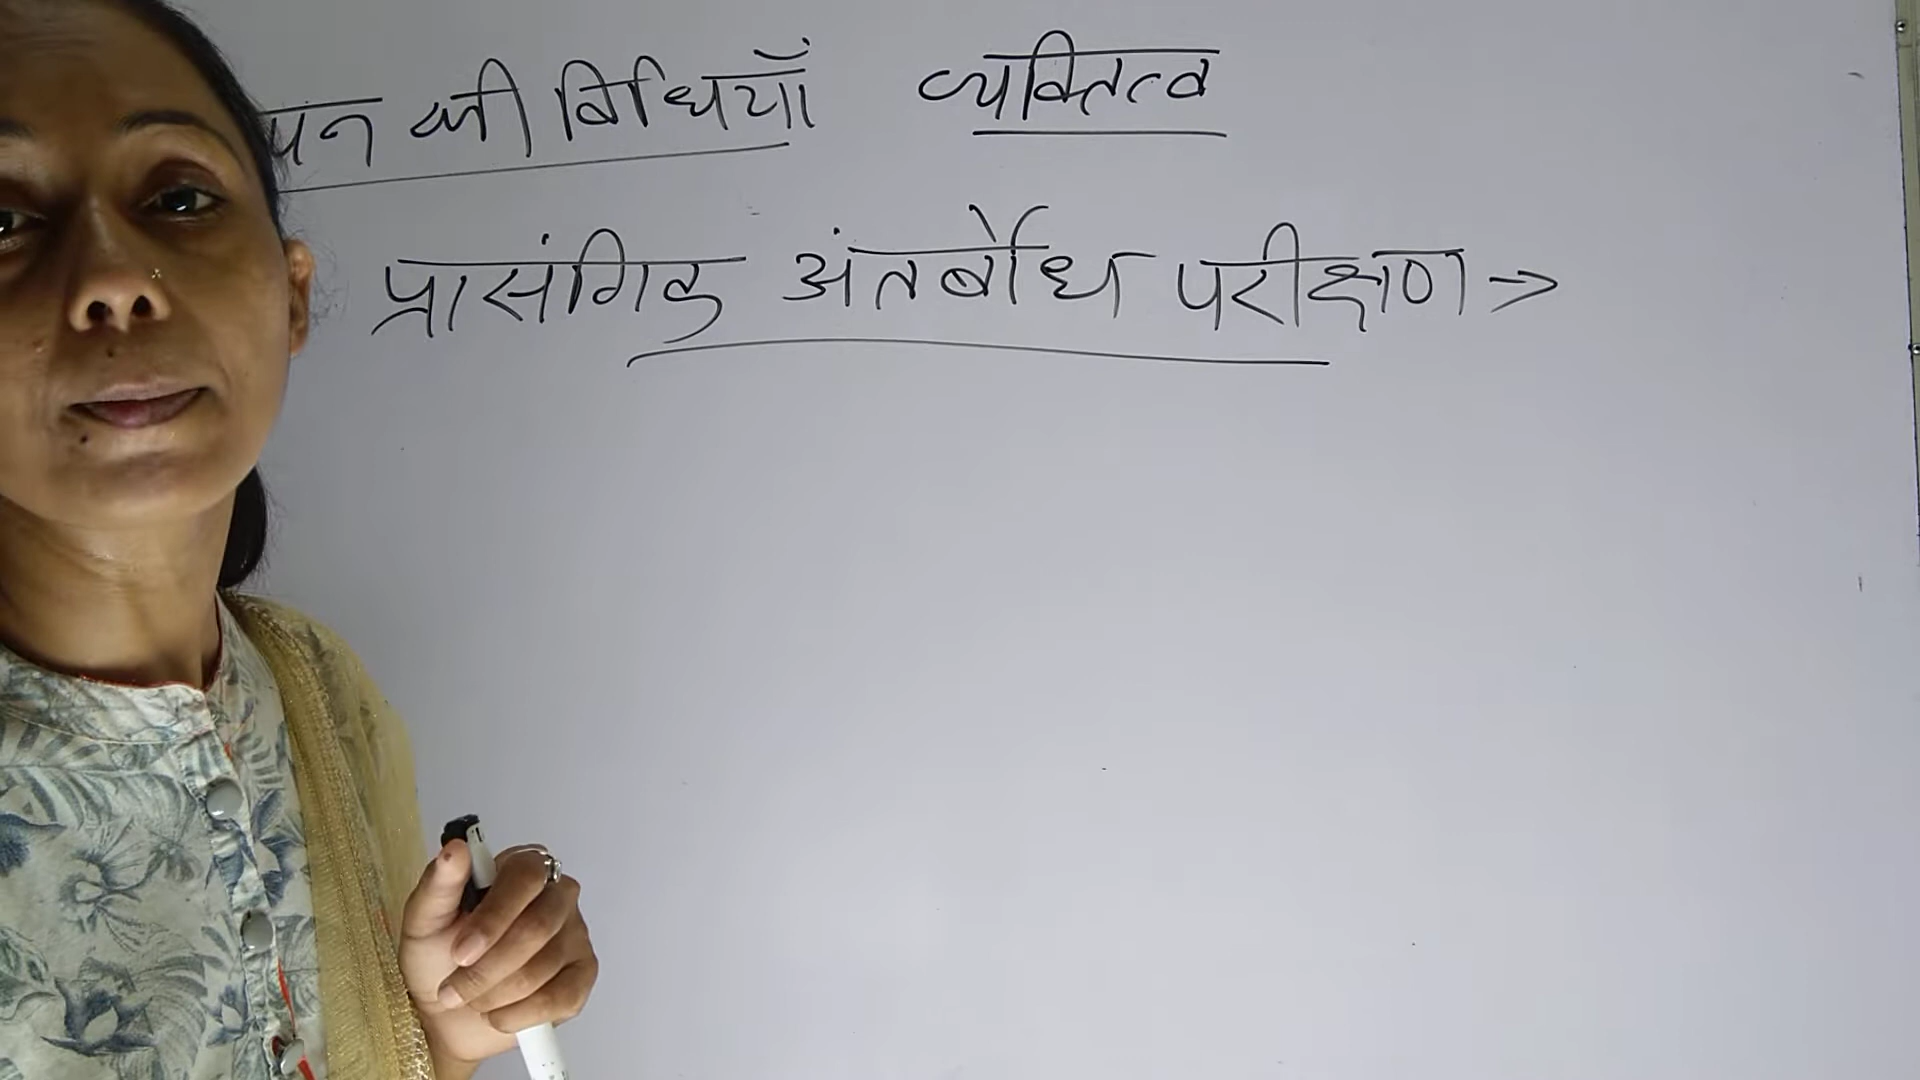 पन की बिधियाँ व्यक्तित्व
प्रासंगिक अंतर्बोध परीक्षण →